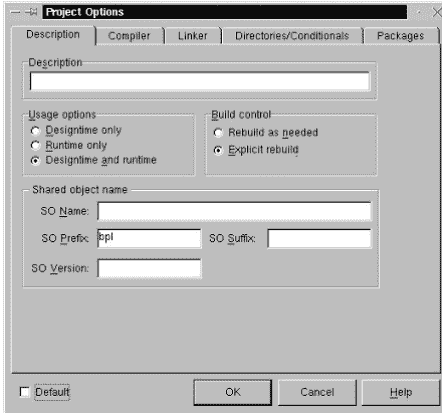 Project Options
Description Compiler Linker Directories/Conditionals Packages
Description
Usage options
Designtime only
Runtime only
Designtime and runtime
Build control
Rebuild as needed
Explicit rebuild
Shared object name
SO Name:
SO Prefix: bpl SO Suffix:
SO Version:
Default OK Cancel Help